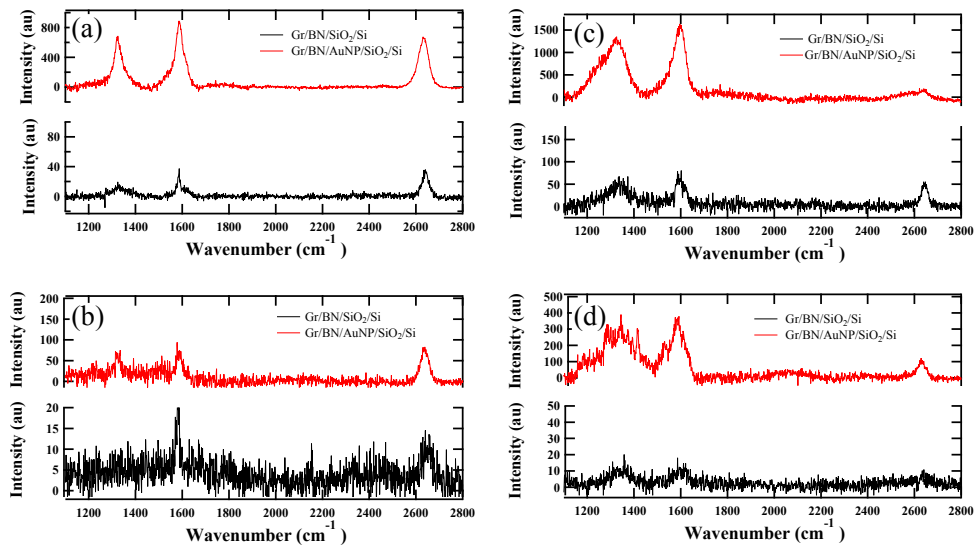 (a)
Gr/BN/SiO2/Si
Gr/BN/AuNP/SiO2/Si
Intensity (au)
800
400
0
Intensity (au)
80
40
0
1200 1400 1600 1800 2000 2200 2400 2600 2800
Wavenumber (cm-1)
(c)
Gr/BN/SiO2/Si
Gr/BN/AuNP/SiO2/Si
Intensity (au)
1500
1000
500
0
Intensity (au)
150
100
50
0
1200 1400 1600 1800 2000 2200 2400 2600 2800
Wavenumber (cm-1)
(b)
Gr/BN/SiO2/Si
Gr/BN/AuNP/SiO2/Si
Intensity (au)
200
150
100
50
0
Intensity (au)
20
15
10
5
0
1200 1400 1600 1800 2000 2200 2400 2600 2800
Wavenumber (cm-1)
(d)
Gr/BN/SiO2/Si
Gr/BN/AuNP/SiO2/Si
Intensity (au)
500
400
300
200
100
0
Intensity (au)
50
40
30
20
10
0
1200 1400 1600 1800 2000 2200 2400 2600 2800
Wavenumber (cm-1)